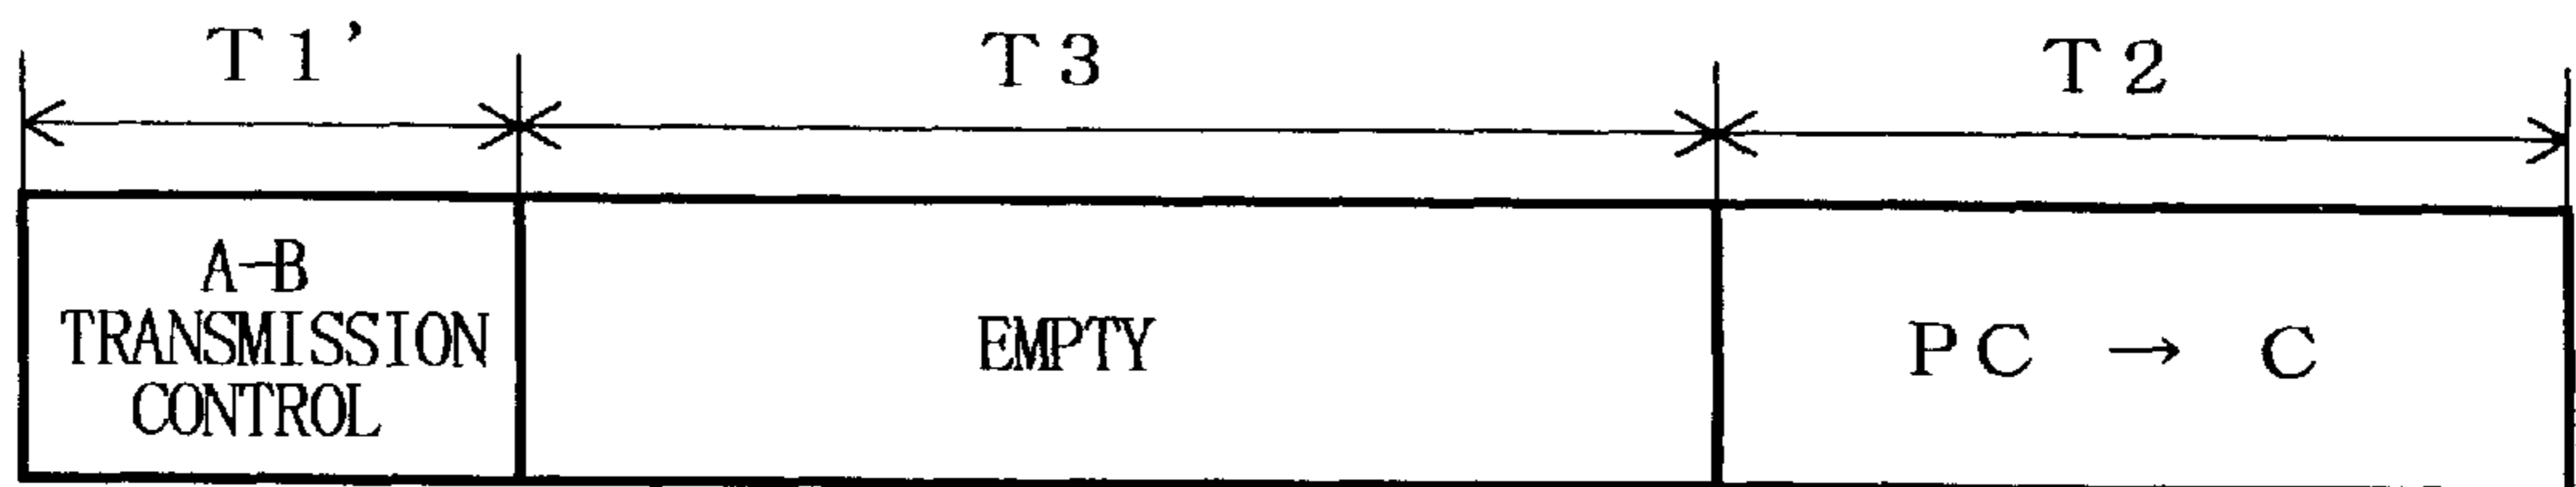 T1' T3 T2
A-B
TRANSMISSION
CONTROL
EMPTY
PC → C